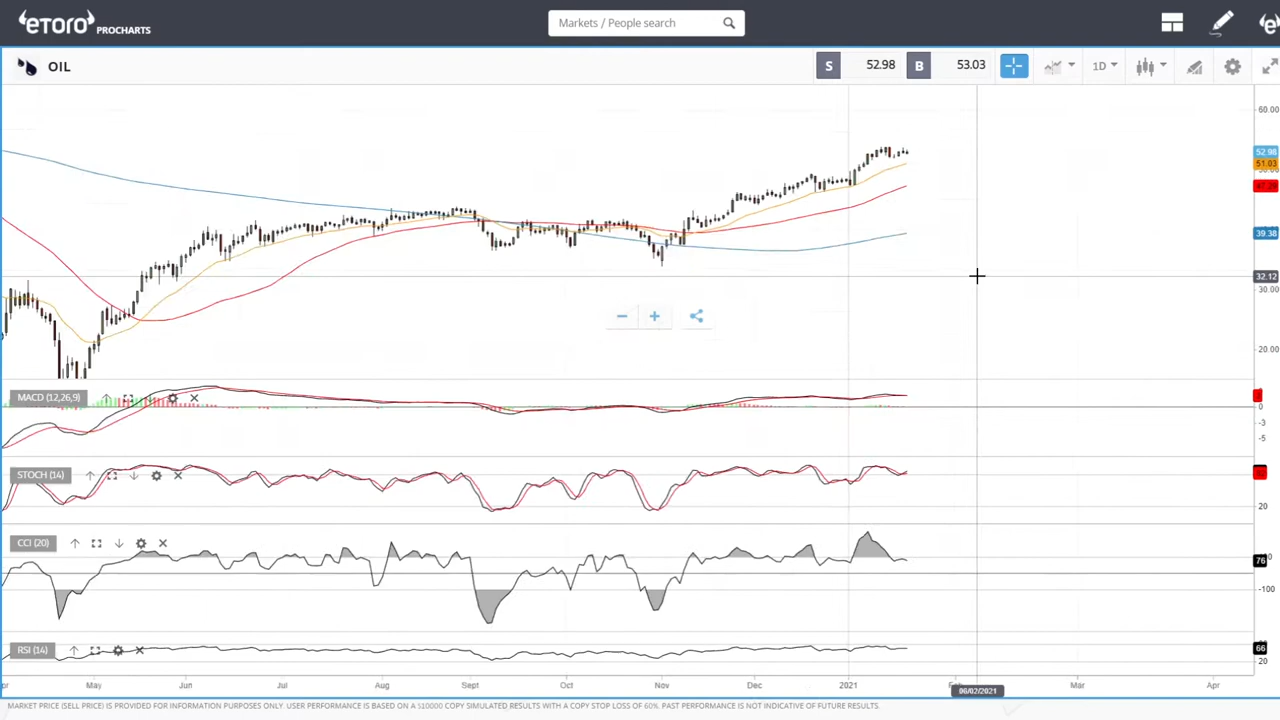 eToro PROCHARTS
Markets / People search
OIL
S 52.98 B 53.03
1D
60.00
52.98
51.03
39.38
32.12
30.00
20.00
MACD (12,26,9)
0
-3
-5
STOCH (14)
20
CCI (20)
76
-100
RSI (14)
66
20
May Jun Jul Aug Sept Oct Nov Dec 2021 Mar Apr
06/02/2021
MARKET PRICE (SELL PRICE) IS PROVIDED FOR INFORMATION PURPOSES ONLY. USER PERFORMANCE IS BASED ON A $10000 COPY SIMULATED RESULTS WITH A COPY STOP LOSS OF 60%. PAST PERFORMANCE IS NOT INDICATIVE OF FUTURE RESULTS.